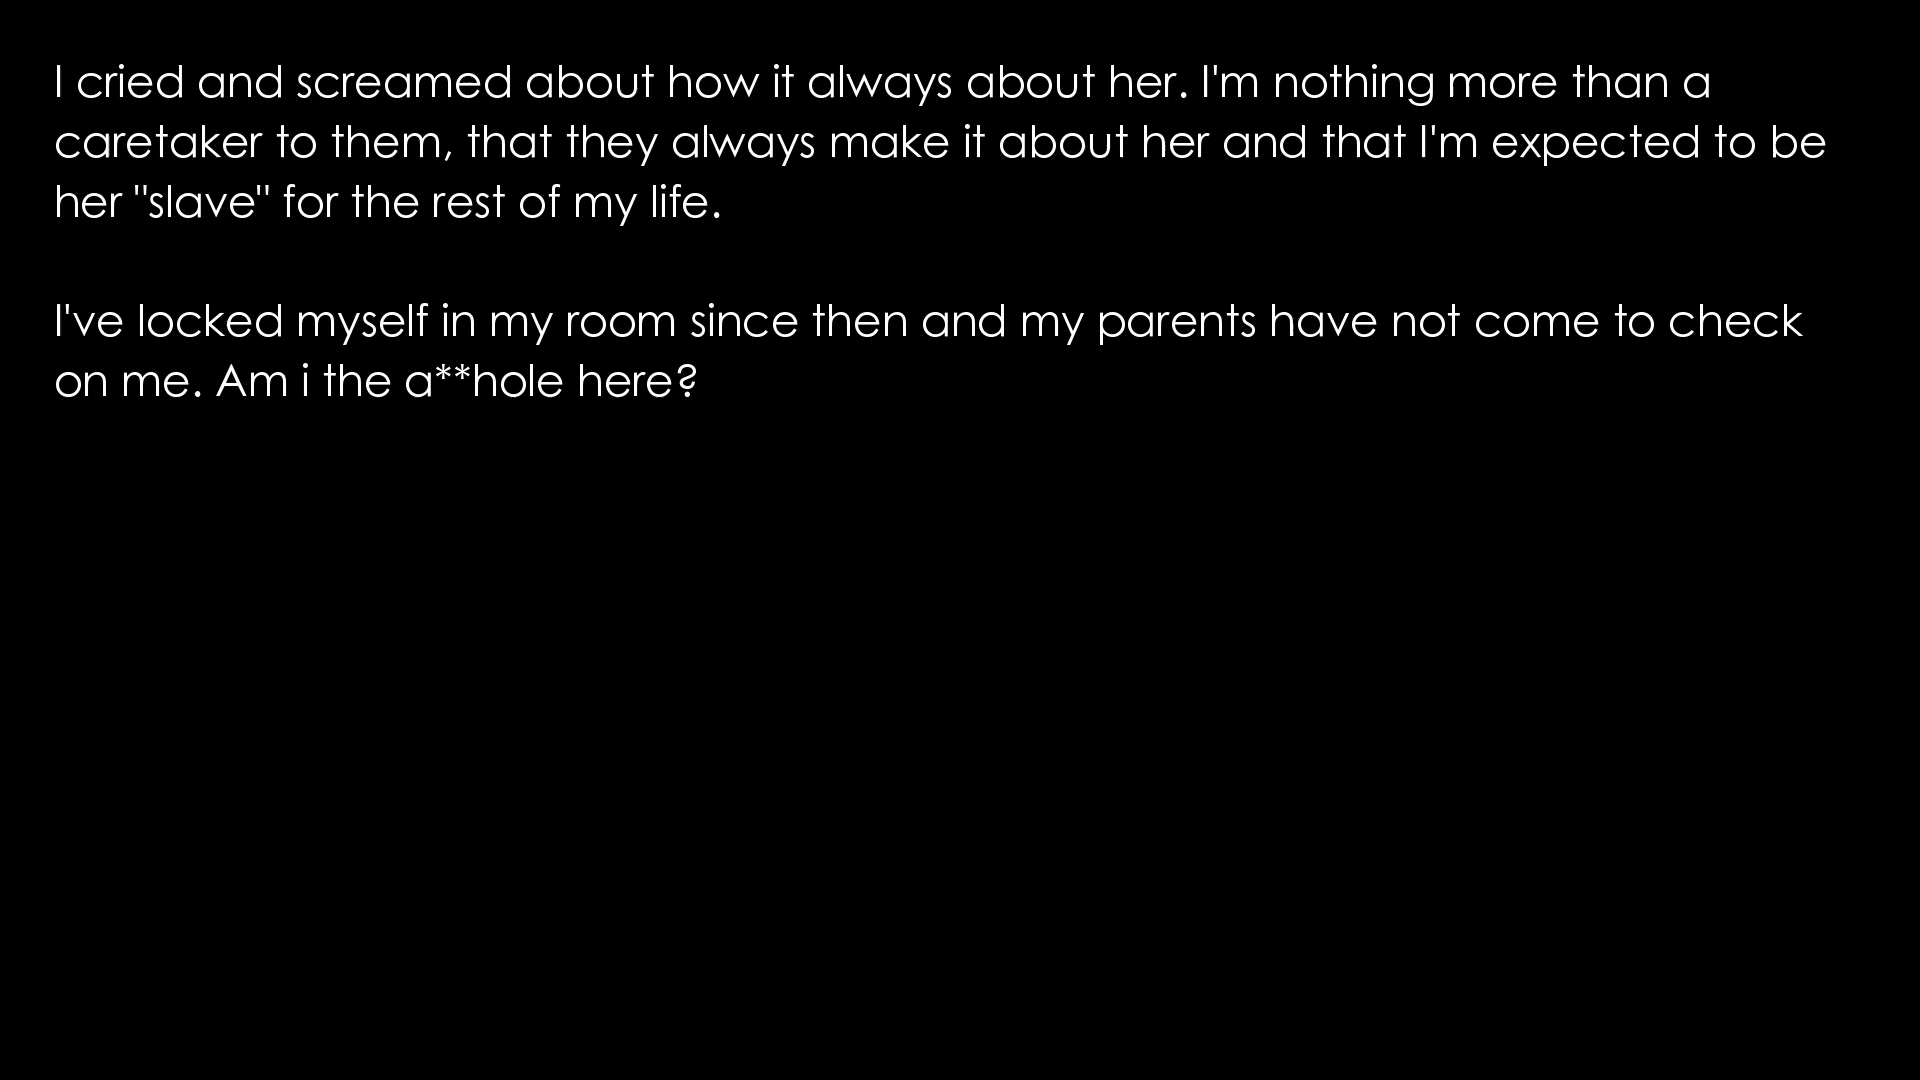 I cried and screamed about how it always about her. I'm nothing more than a
caretaker to them, that they always make it about her and that I'm expected to be
her "slave" for the rest of my life.
I've locked myself in my room since then and my parents have not come to check
on me. Am i the a**hole here?